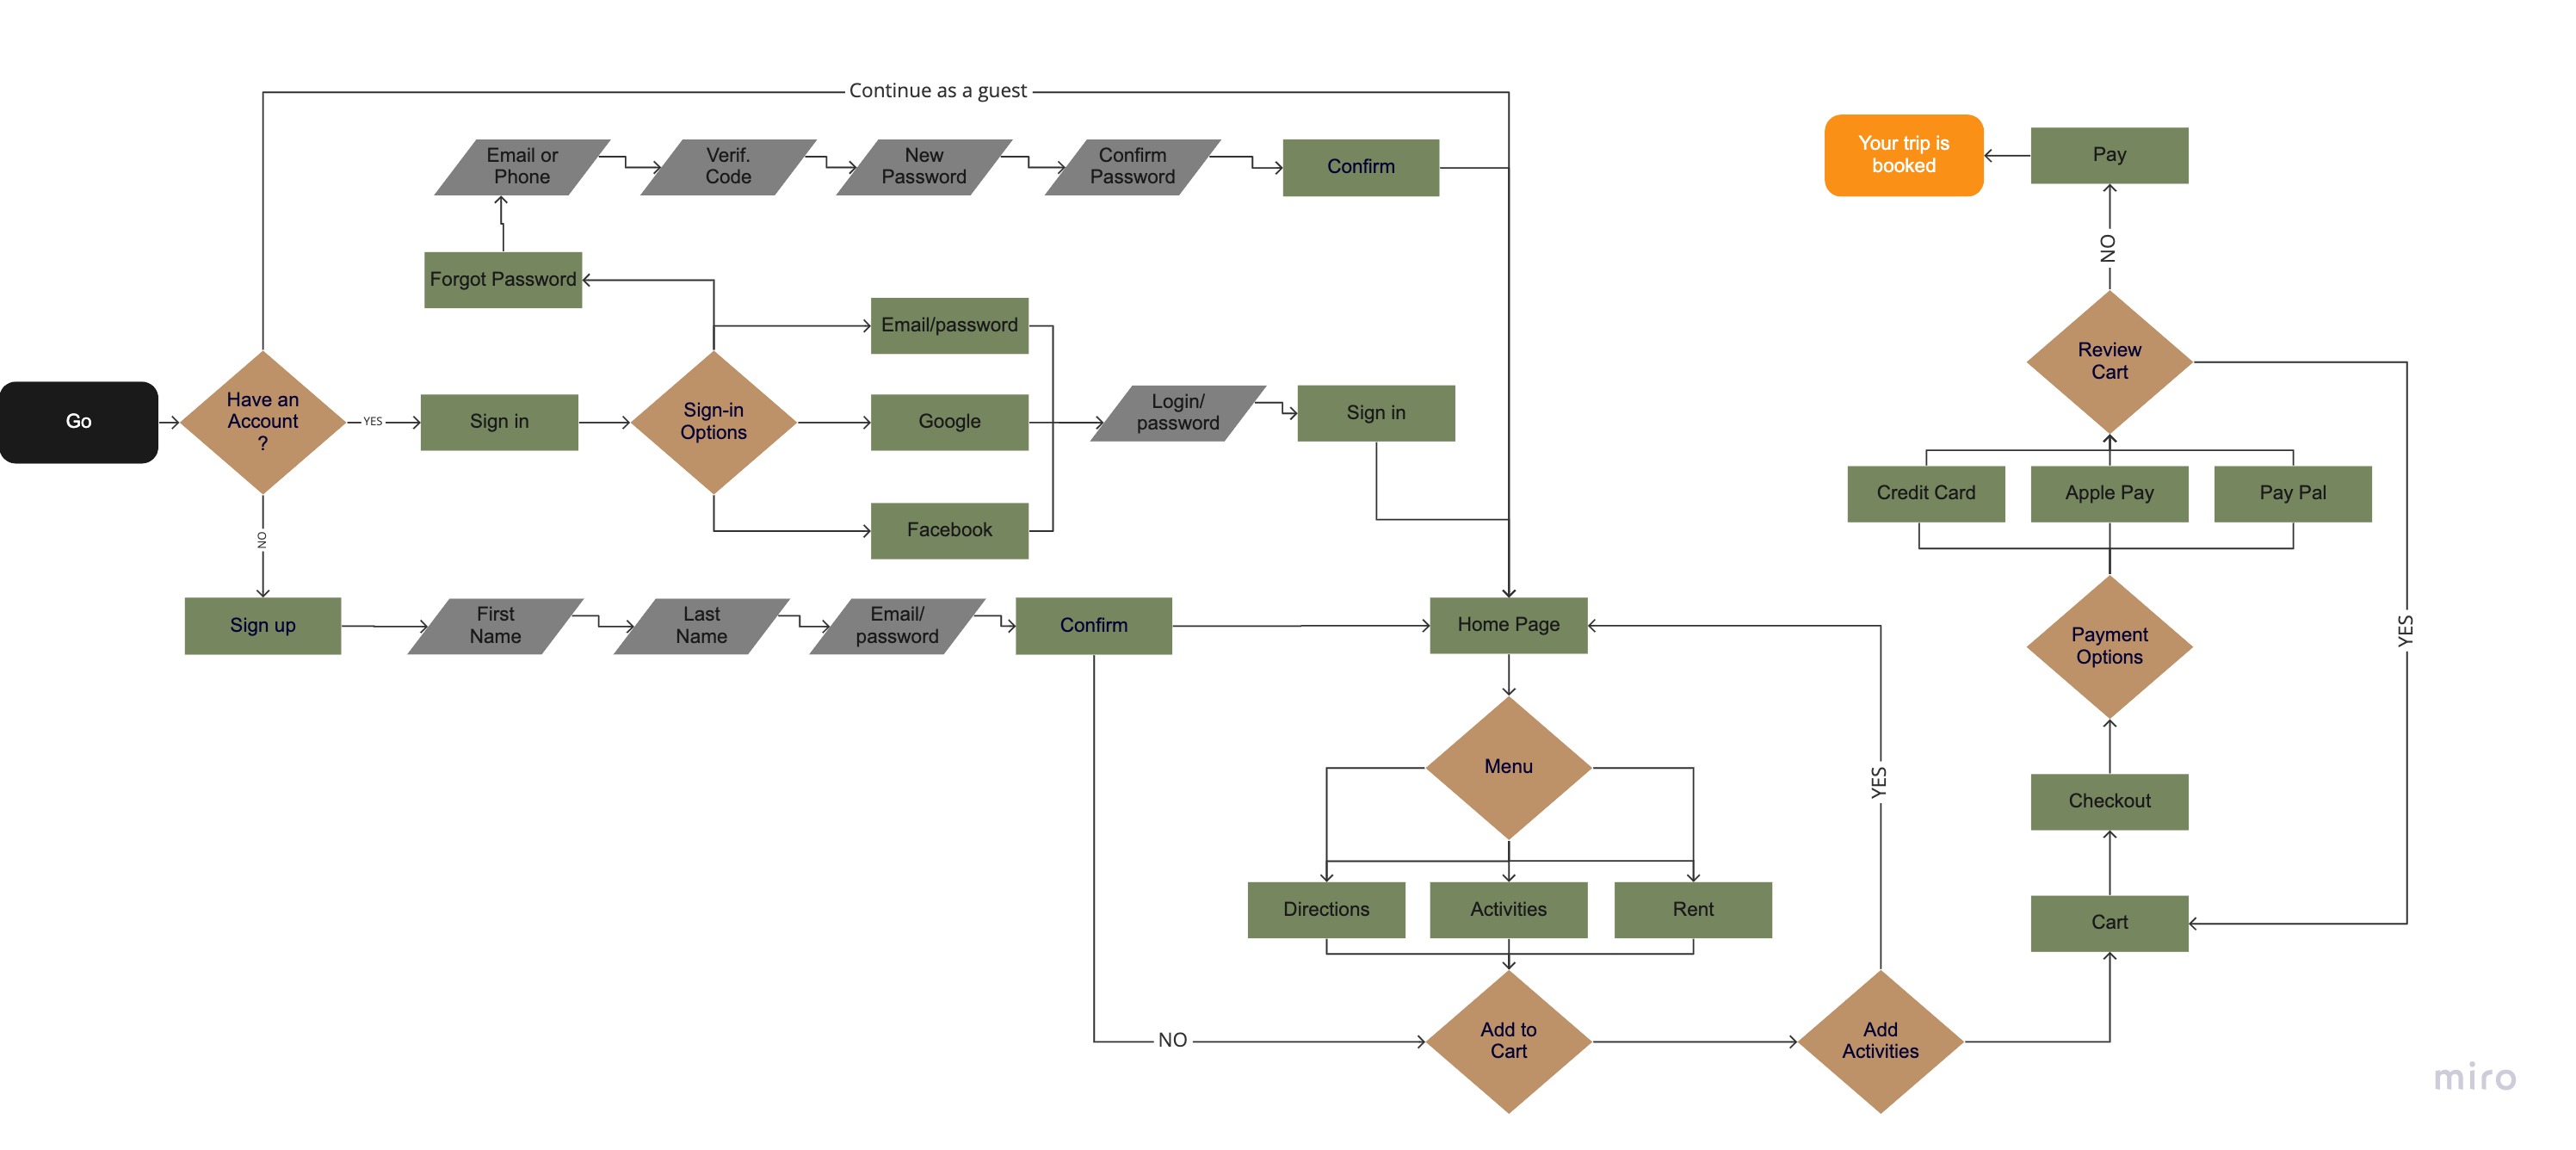 Continue as a guest
Email or
Phone
Verif.
Code
New
Password
Confirm
Password
Confirm
Your trip is
booked
Pay
NO
Forgot Password
Email/password
Review
Cart
Go
Have an
Account
?
YES
Sign in
Sign-in
Options
Google
Login/
password
Sign in
Credit Card
Apple Pay
Pay Pal
Facebook
NO
Sign up
First
Name
Last
Name
Email/
password
Confirm
Home Page
Payment
Options
YES
Menu
YES
Checkout
Directions
Activities
Rent
Cart
NO
Add to
Cart
Add
Activities
miro